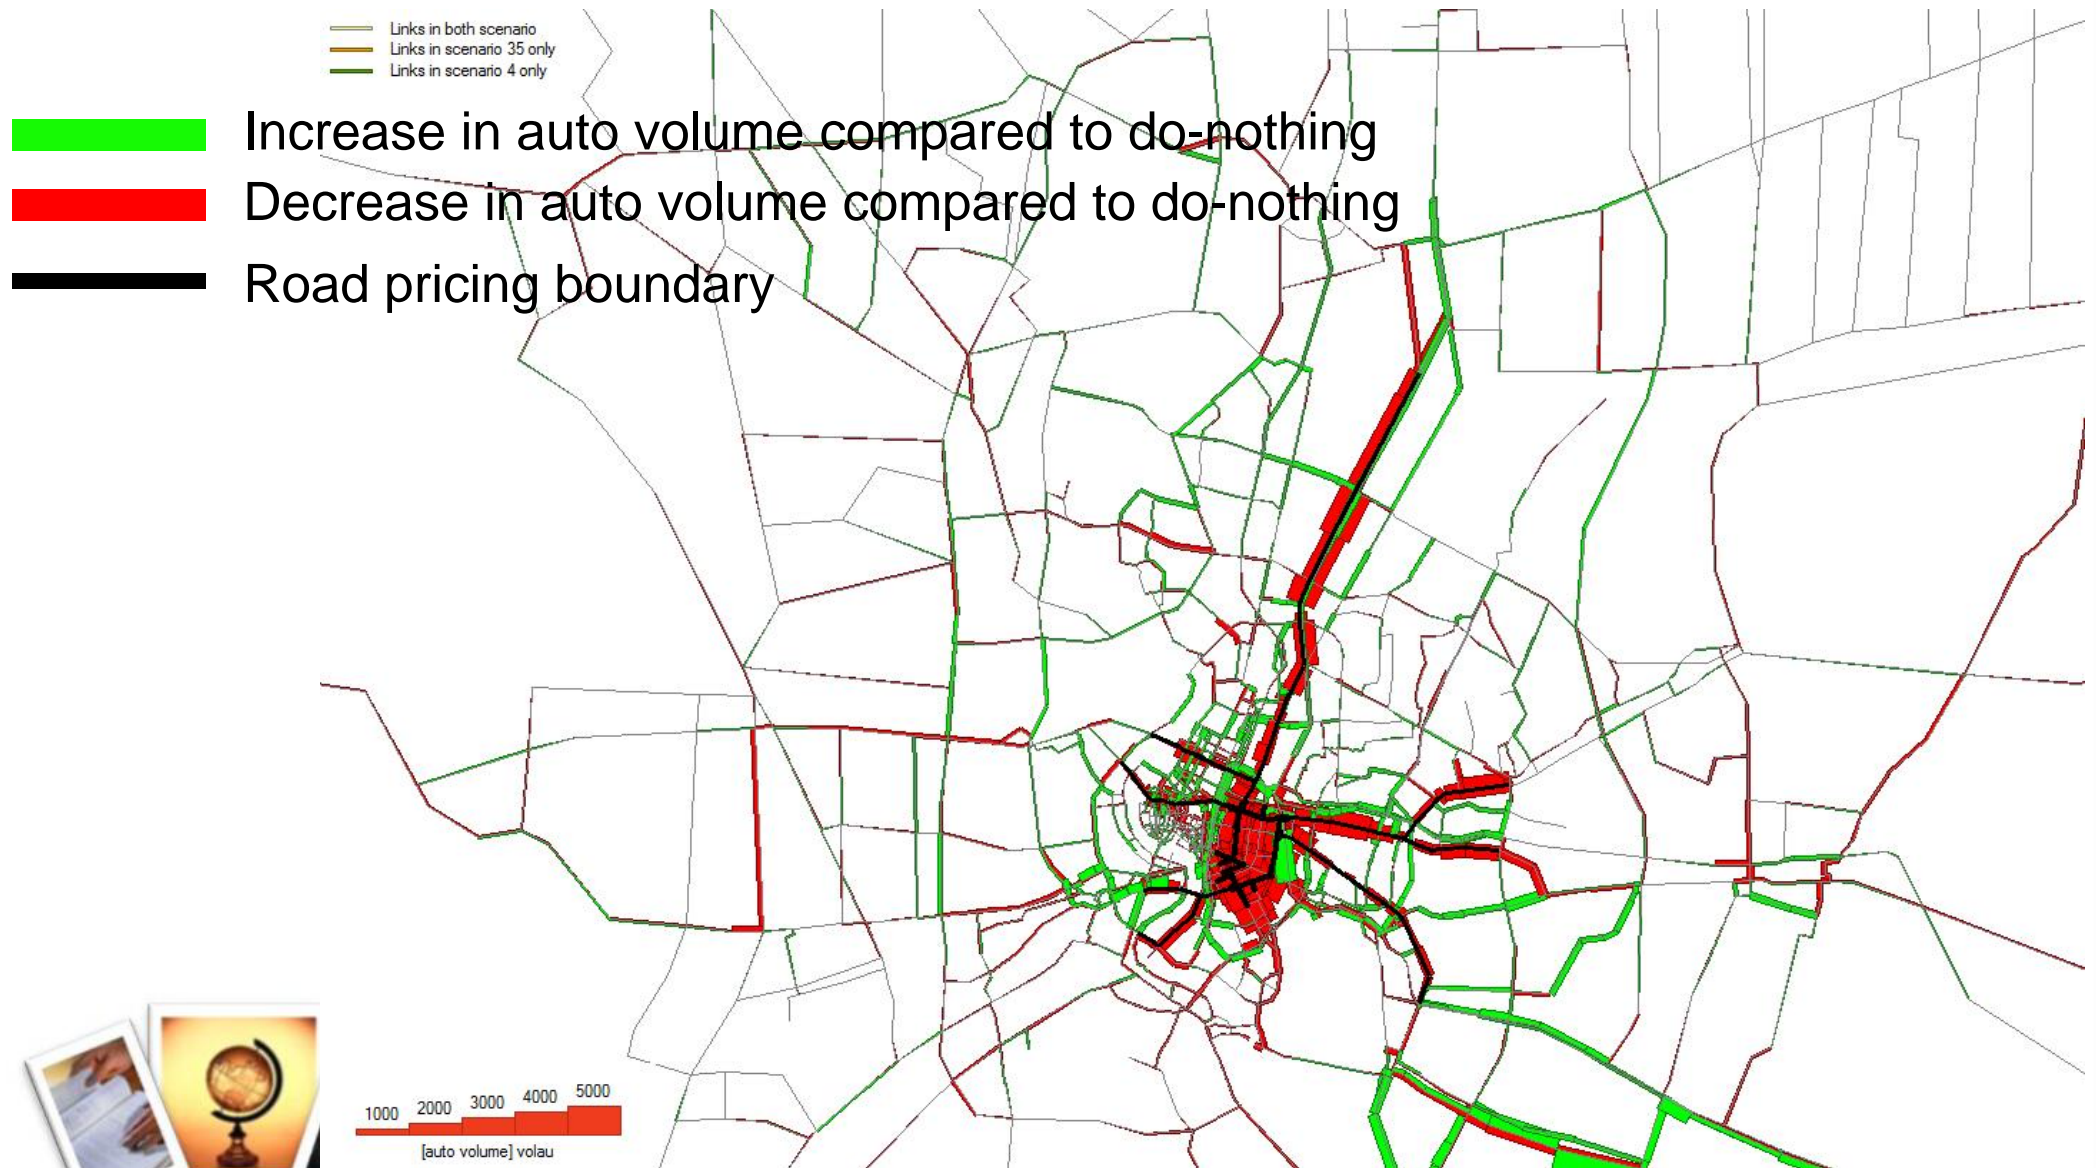 Links in both scenario
Links in scenario 35 only
Links in scenario 4 only
Increase in auto volume compared to do-nothing
Decrease in auto volume compared to do-nothing
Road pricing boundary
1000 2000 3000 4000 5000
[auto volume] volau